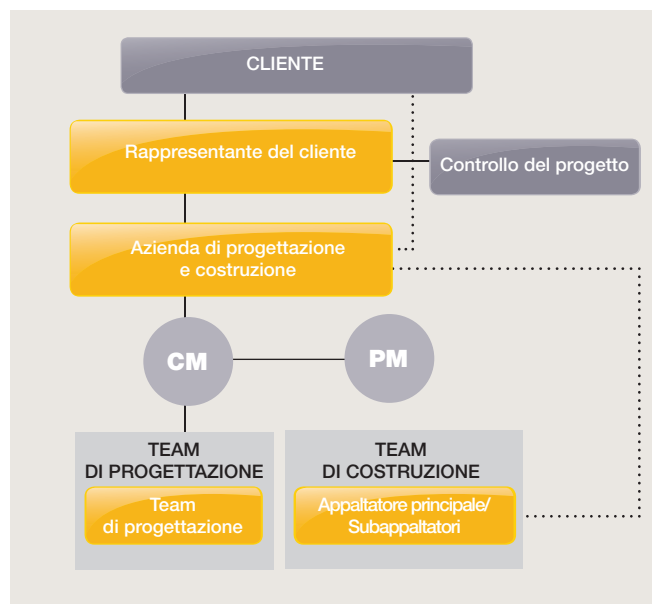 CLIENTE
Rappresentante del cliente
Controllo del progetto
Azienda di progettazione
e costruzione
CM
PM
TEAM
DI PROGETTAZIONE
Team
di progettazione
TEAM
DI COSTRUZIONE
Appaltatore principale/
Subappaltatori